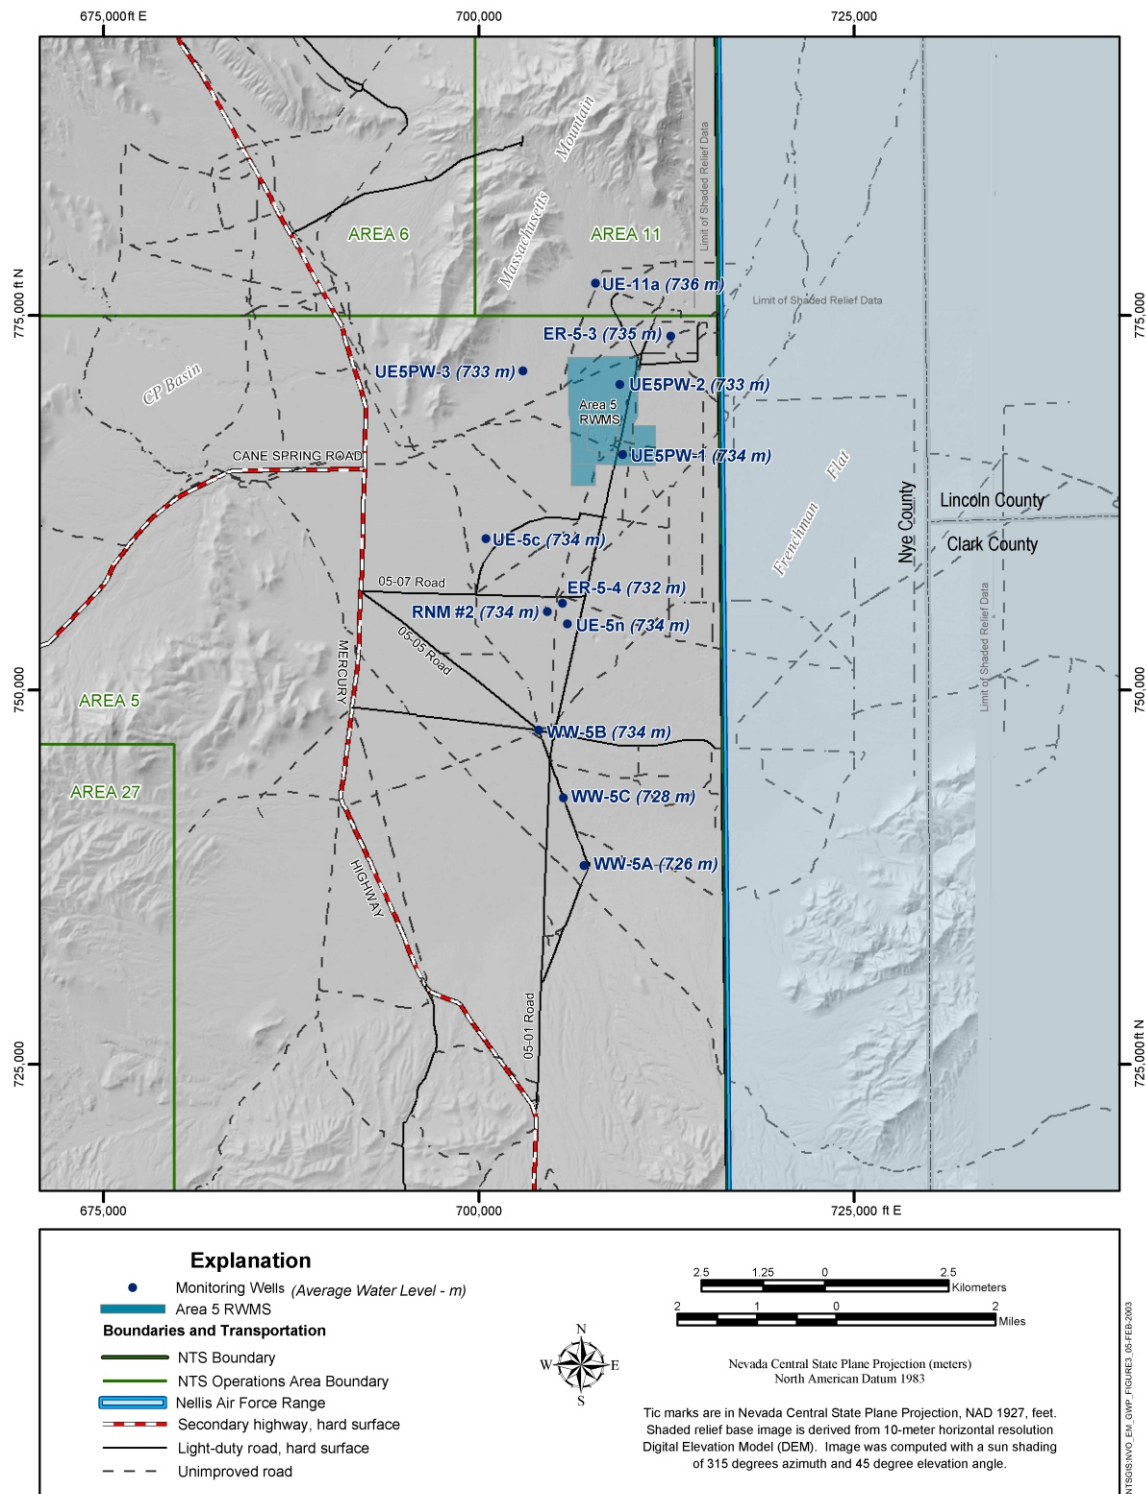 675,000ft E
700,000
725,000
Mountain
Massachusetts
Limit of Shaded Relief Data
AREA 6
AREA 11
UE-11a (736 m)
Limit of Shaded Relief Data
775,000 ft N
775,000
ER-5-3 (735 m)
UE5PW-3 (733 m)
UE5PW-2 (733 m)
CP Basin
Area 5
RWMS
CANE SPRING ROAD
UE5PW-1 (734 m)
Frenchman Flat
Nye County
Lincoln County
Clark County
UE-5c (734 m)
05-07 Road
ER-5-4 (732 m)
RNM #2 (734 m)
UE-5n (734 m)
05-05 Road
MERCURY
Limit of Shaded Relief Data
750,000
750,000
AREA 5
WW-5B (734 m)
AREA 27
WW-5C (728 m)
WW-5A (726 m)
HIGHWAY
05-01 Road
725,000
725,000ft N
675,000
700,000
725,000 ft E
Explanation
Monitoring Wells (Average Water Level - m)
Area 5 RWMS
Boundaries and Transportation
NTS Boundary
NTS Operations Area Boundary
Nellis Air Force Range
Secondary highway, hard surface
Light-duty road, hard surface
Unimproved road
N
W
E
S
2.5 1.25 0 2.5
Kilometers
2 1 0 2
Miles
Nevada Central State Plane Projection (meters)
North American Datum 1983
Tic marks are in Nevada Central State Plane Projection, NAD 1927, feet.
Shaded relief base image is derived from 10-meter horizontal resolution
Digital Elevation Model (DEM). Image was computed with a sun shading
of 315 degrees azimuth and 45 degree elevation angle.
NTSGIS:NVO_EM_GWP_FIGURE3_05-FEB-2003